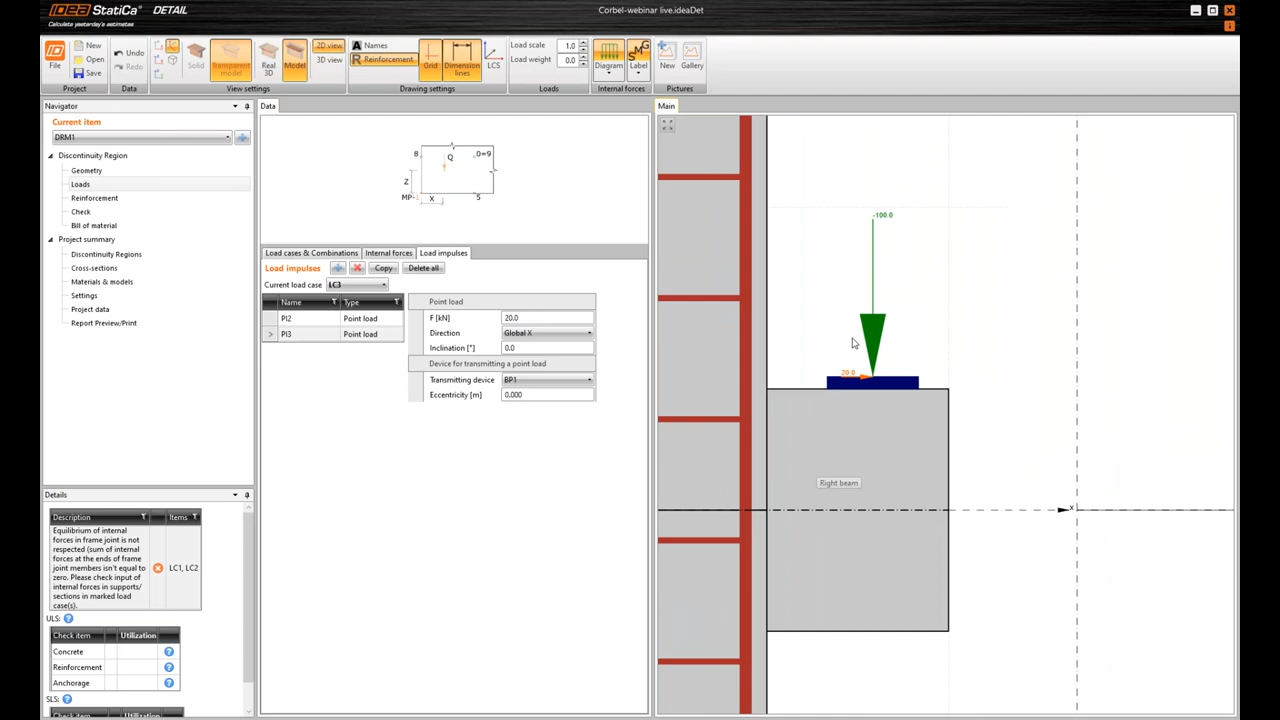 IDEA StatiCa® DETAIL
Calculate yesterday's estimates
Corbel-webinar live.ideaDet
File
New
Open
Save
Project
Undo
Redo
Data
Solid
Transparent model
Real 3D
Model
2D view
3D view
View settings
Names
Reinforcement
Grid
Dimension lines
LCS
Drawing settings
Load scale 1.0
Load weight 0.0
Loads
Diagram
Label
Internal forces
New
Gallery
Pictures
Navigator
Current item
DRM1
Discontinuity Region
Geometry
Loads
Reinforcement
Check
Bill of material
Project summary
Discontinuity Regions
Cross-sections
Materials & models
Settings
Project data
Report Preview/Print
Details
Description Items
Equilibrium of internal
forces in frame joint is not
respected (sum of internal
forces at the ends of frame
joint members isn't equal to
zero. Please check input of
internal forces in supports/
sections in marked load
case(s).
LC1, LC2
ULS:
Check item Utilization
Concrete
Reinforcement
Anchorage
SLS:
Check item Utilization
Data
8 Q 0=9
Z
MP- X 5
Load cases & Combinations Internal forces Load impulses
Load impulses Copy Delete all
Current load case LC3
Name Type
PI2 Point load
PI3 Point load
Point load
F [kN] 20.0
Direction Global X
Inclination [°] 0.0
Device for transmitting a point load
Transmitting device BP1
Eccentricity [m] 0.000
Main
-100.0
20.0
Right beam
x